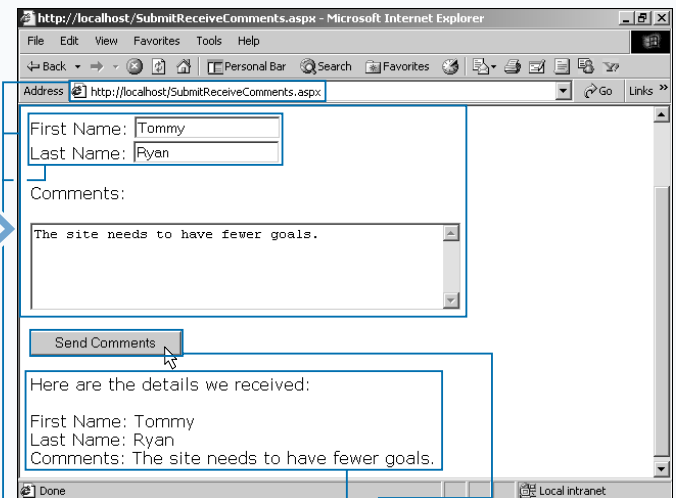 http://localhost/SubmitReceiveComments.aspx - Microsoft Internet Explorer
File Edit View Favorites Tools Help
Back Personal Bar Search Favorites
Address http://localhost/SubmitReceiveComments.aspx Go Links »
First Name: Tommy
Last Name: Ryan
Comments:
The site needs to have fewer goals.
Send Comments
Here are the details we received:
First Name: Tommy
Last Name: Ryan
Comments: The site needs to have fewer goals.
Done Local intranet